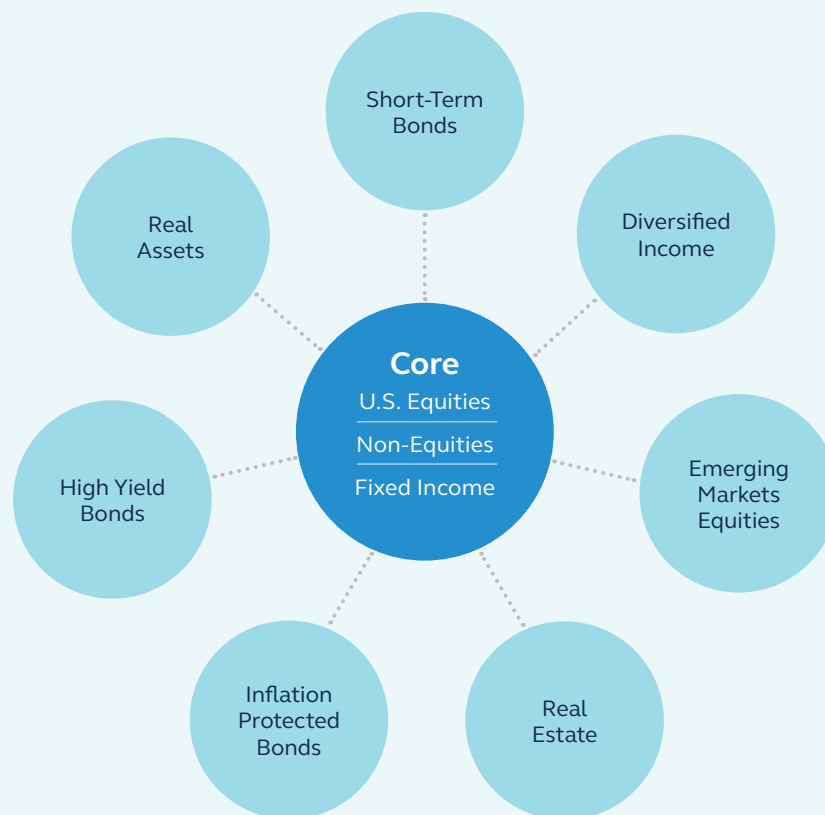 Short-Term
Bonds
Real
Assets
Diversified
Income
Core
U.S. Equities
Non-Equities
Fixed Income
High Yield
Bonds
Emerging
Markets
Equities
Inflation
Protected
Bonds
Real
Estate